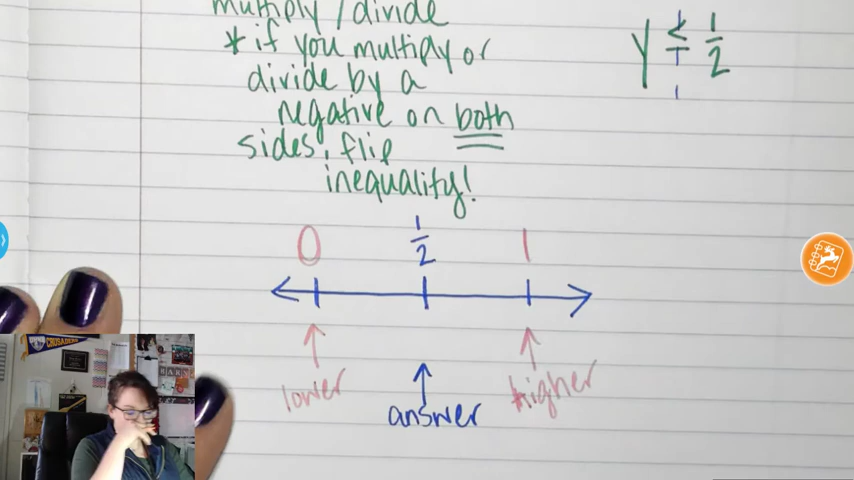 multiply/divide
*if you multiply or
divide by a
negative on both
sides, flip
inequality!
y ≤ 1/2
0 1/2 1
lower answer higher
CRUSADERS